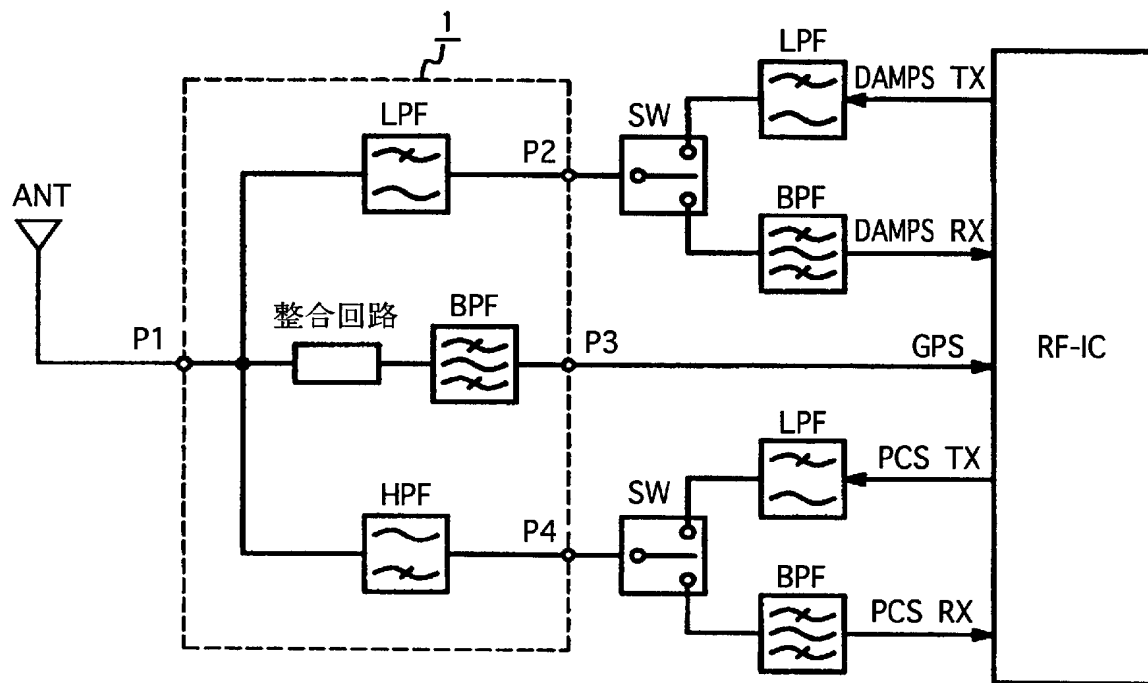 1
LPF
DAMPS TX
LPF
SW
P2
ANT
BPF
DAMPS RX
整合回路
BPF
P1
P3
GPS
RF-IC
LPF
PCS TX
HPF
SW
P4
BPF
PCS RX